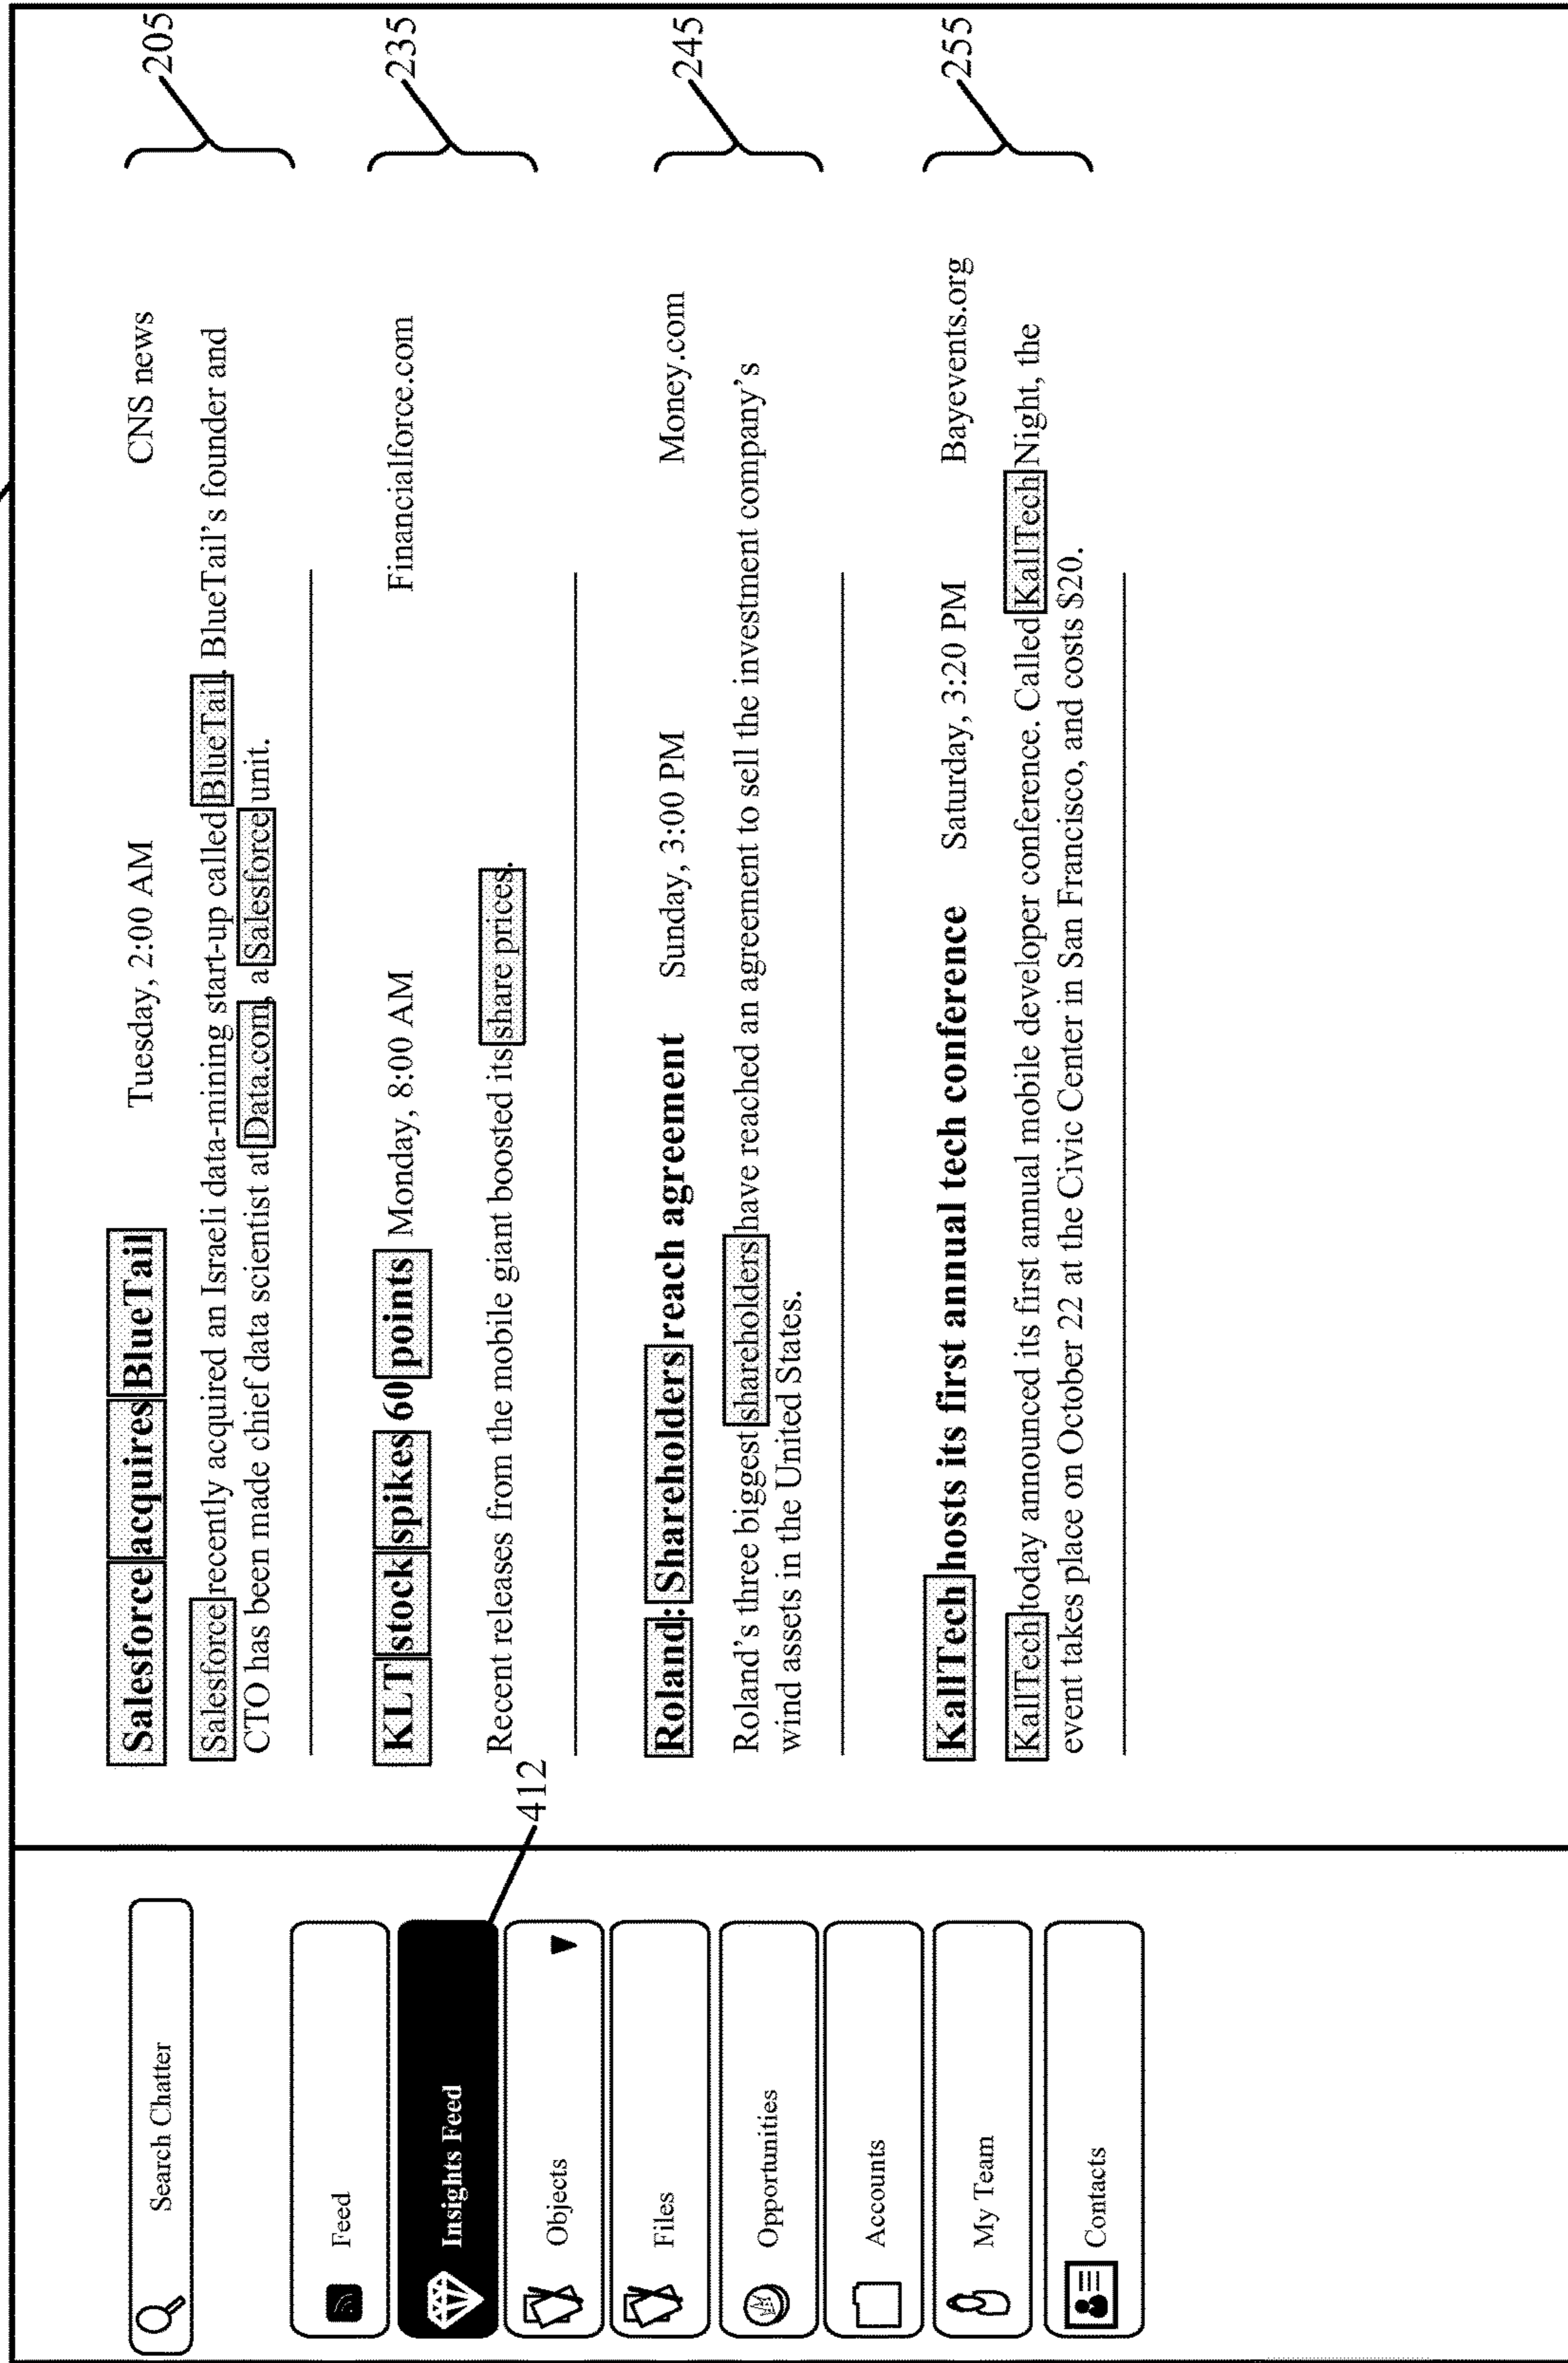 Search Chatter
Feed
Insights Feed
412
Objects
Files
Opportunities
Accounts
My Team
Contacts
Salesforce acquires BlueTail Tuesday, 2:00 AM CNS news
Salesforce recently acquired an Israeli data-mining start-up called BlueTail. BlueTail's founder and
CTO has been made chief data scientist at Data.com, a Salesforce unit.
205
KLT stock spikes 60 points Monday, 8:00 AM Financialforce.com
Recent releases from the mobile giant boosted its share prices.
235
Roland: Shareholders reach agreement Sunday, 3:00 PM Money.com
Roland's three biggest shareholders have reached an agreement to sell the investment company's
wind assets in the United States.
245
KallTech hosts its first annual tech conference Saturday, 3:20 PM Bayevents.org
KallTech today announced its first annual mobile developer conference. Called KallTech Night, the
event takes place on October 22 at the Civic Center in San Francisco, and costs $20.
255